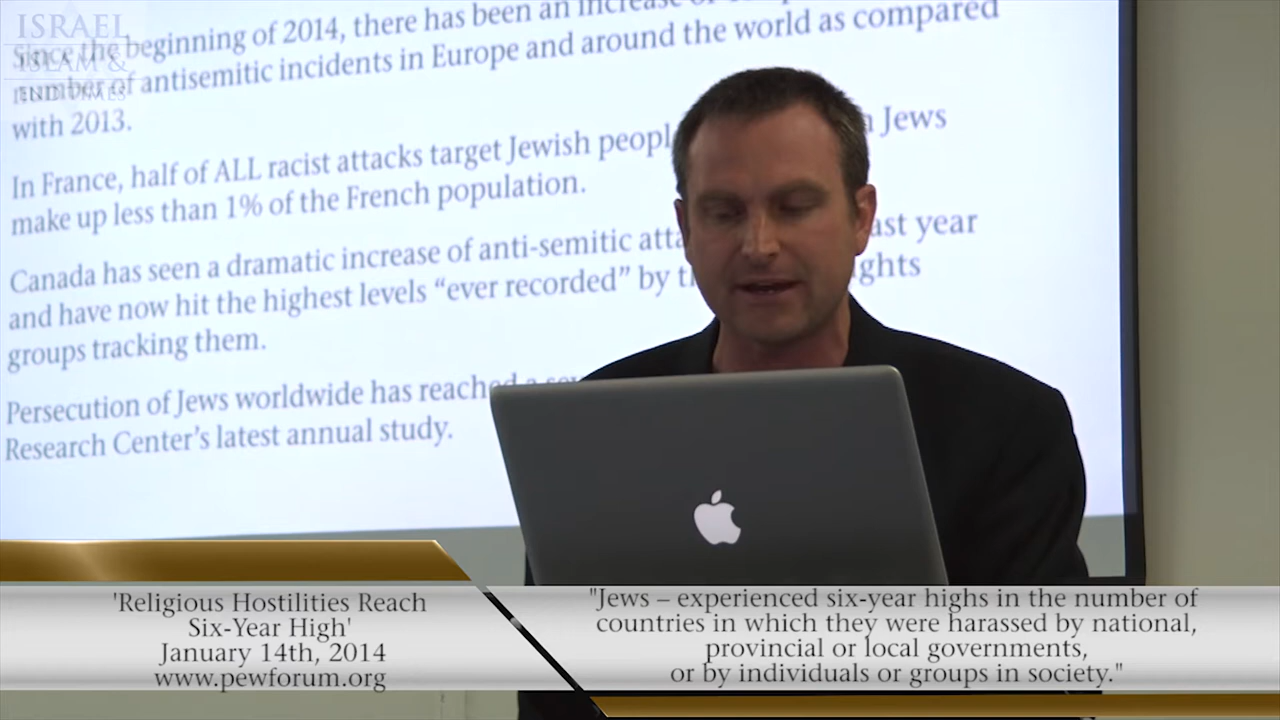 ISRAEL
ISLAM &
END TIMES
Since the beginning of 2014, there has been an increase
number of antisemitic incidents in Europe and around the world as compared
with 2013.
In France, half of ALL racist attacks target Jewish Jews
make up less than 1% of the French population.
Canada has seen a dramatic increase of anti-semitic year
and have now hit the highest levels “ever recorded” by
groups tracking them.
Persecution of Jews worldwide has reached a
Research Center’s latest annual study.
'Religious Hostilities Reach
Six-Year High'
January 14th, 2014
www.pewforum.org
"Jews – experienced six-year highs in the number of
countries in which they were harassed by national,
provincial or local governments,
or by individuals or groups in society."